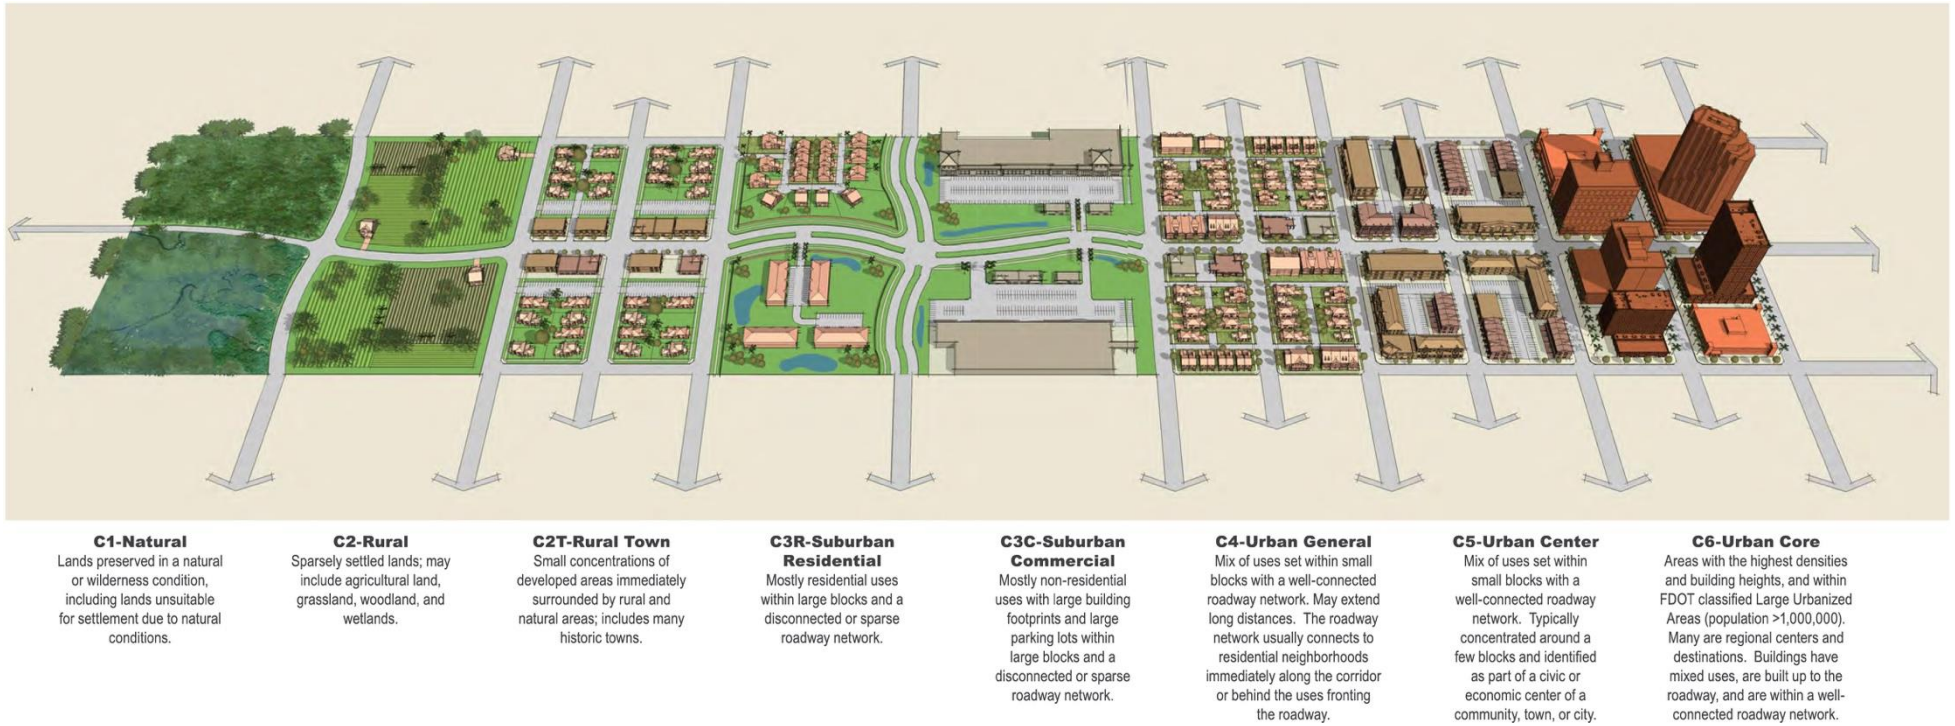 C1-Natural
Lands preserved in a natural
or wilderness condition,
including lands unsuitable
for settlement due to natural
conditions.
C2-Rural
Sparsely settled lands; may
include agricultural land,
grassland, woodland, and
wetlands.
C2T-Rural Town
Small concentrations of
developed areas immediately
surrounded by rural and
natural areas; includes many
historic towns.
C3R-Suburban
Residential
Mostly residential uses
within large blocks and a
disconnected or sparse
roadway network.
C3C-Suburban
Commercial
Mostly non-residential
uses with large building
footprints and large
parking lots within
large blocks and a
disconnected or sparse
roadway network.
C4-Urban General
Mix of uses set within small
blocks with a well-connected
roadway network. May extend
long distances. The roadway
network usually connects to
residential neighborhoods
immediately along the corridor
or behind the uses fronting
the roadway.
C5-Urban Center
Mix of uses set within
small blocks with a
well-connected roadway
network. Typically
concentrated around a
few blocks and identified
as part of a civic or
economic center of a
community, town, or city.
C6-Urban Core
Areas with the highest densities
and building heights, and within
FDOT classified Large Urbanized
Areas (population >1,000,000).
Many are regional centers and
destinations. Buildings have
mixed uses, are built up to the
roadway, and are within a well-
connected roadway network.